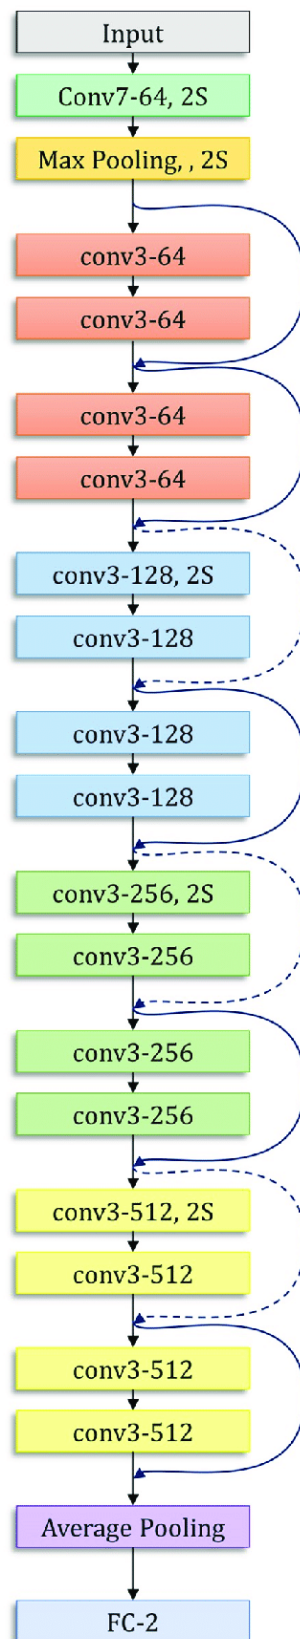 Input
Conv7-64, 2S
Max Pooling, , 2S
conv3-64
conv3-64
conv3-64
conv3-64
conv3-128, 2S
conv3-128
conv3-128
conv3-128
conv3-256, 2S
conv3-256
conv3-256
conv3-256
conv3-512, 2S
conv3-512
conv3-512
conv3-512
Average Pooling
FC-2